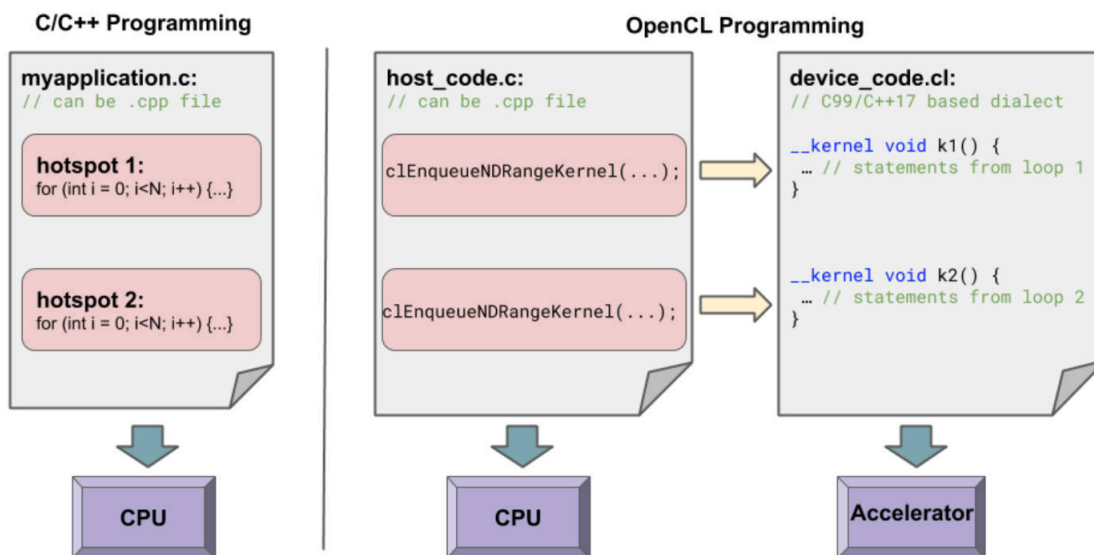 C/C++ Programming
myapplication.c:
// can be .cpp file
hotspot 1:
for (int i = 0; i<N; i++) {...}
hotspot 2:
for (int i = 0; i<N; i++) {...}
CPU
OpenCL Programming
host_code.c:
// can be .cpp file
clEnqueueNDRangeKernel(...);
clEnqueueNDRangeKernel(...);
CPU
device_code.cl:
// C99/C++17 based dialect
__kernel void k1() {
… // statements from loop 1
}
__kernel void k2() {
… // statements from loop 2
}
Accelerator